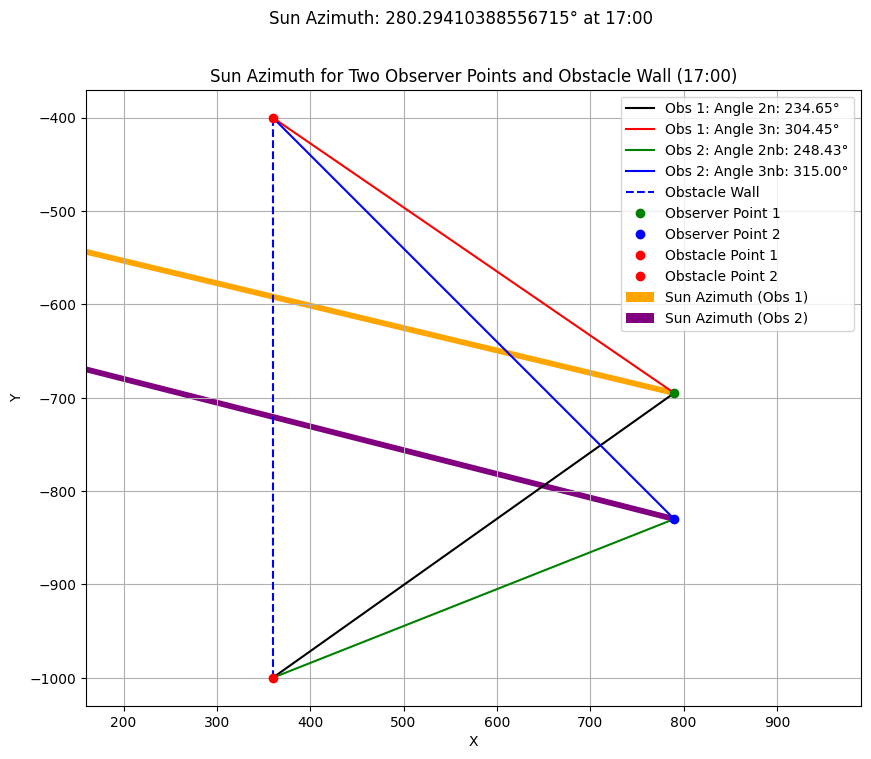 Sun Azimuth: 280.29410388556715° at 17:00
Sun Azimuth for Two Observer Points and Obstacle Wall (17:00)
Obs 1: Angle 2n: 234.65°
Obs 1: Angle 3n: 304.45°
Obs 2: Angle 2nb: 248.43°
Obs 2: Angle 3nb: 315.00°
Obstacle Wall
Observer Point 1
Observer Point 2
Obstacle Point 1
Obstacle Point 2
Sun Azimuth (Obs 1)
Sun Azimuth (Obs 2)
−400
−500
−600
−700
−800
−900
−1000
Y
200 300 400 500 600 700 800 900
X